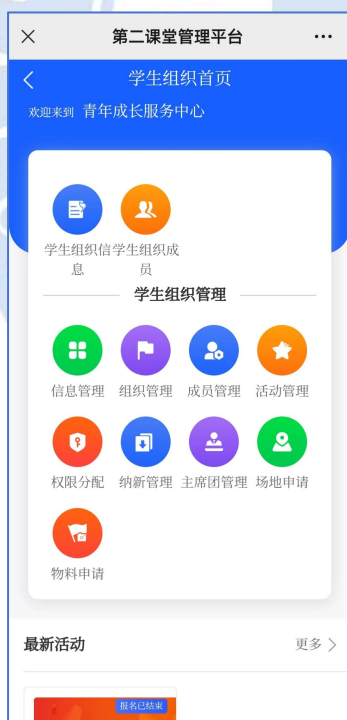 第二课堂管理平台
学生组织首页
欢迎来到 青年成长服务中心
学生组织信息 学生组织成员
学生组织管理
信息管理 组织管理 成员管理 活动管理
权限分配 纳新管理 主席团管理 场地申请
物料申请
最新活动 更多
报名已结束